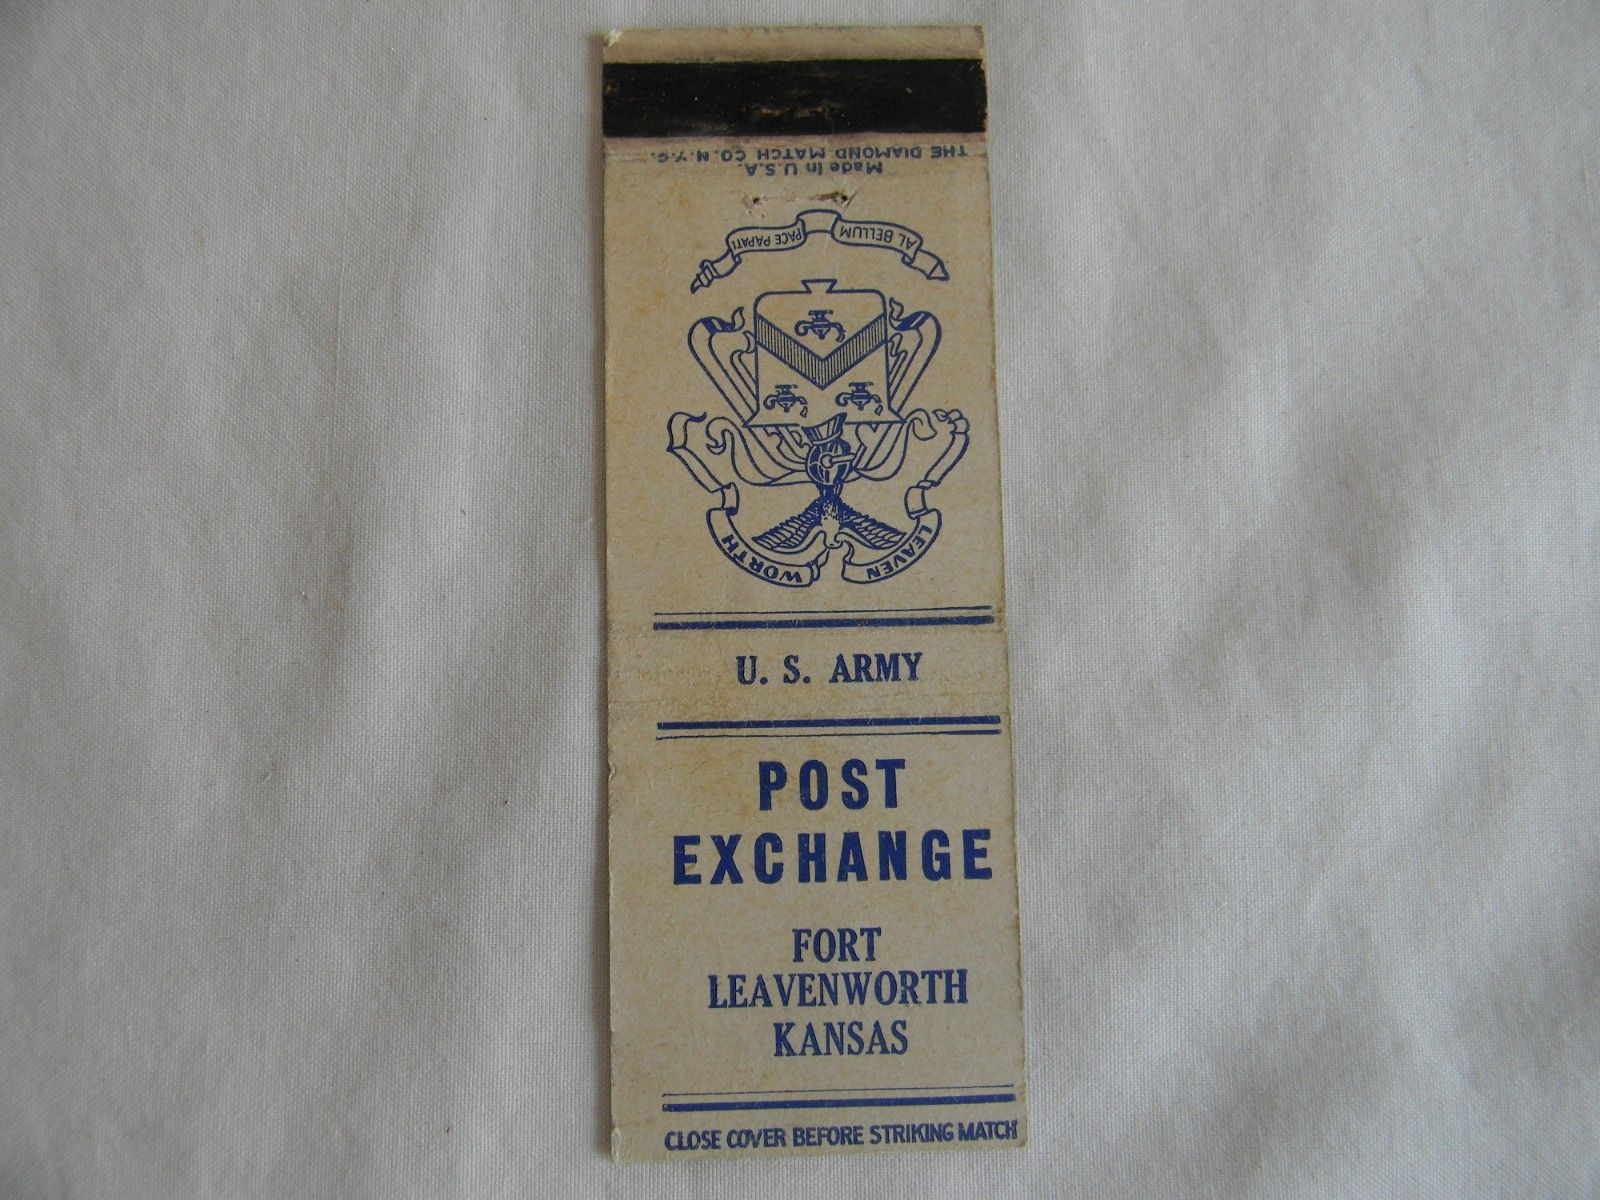 THE DIAMOND MATCH CO. N.Y.C.
Made in U.S.A.
AL BELLUM PACE PAPATI
LEAVEN WORTH
U. S. ARMY
POST
EXCHANGE
FORT
LEAVENWORTH
KANSAS
CLOSE COVER BEFORE STRIKING MATCH